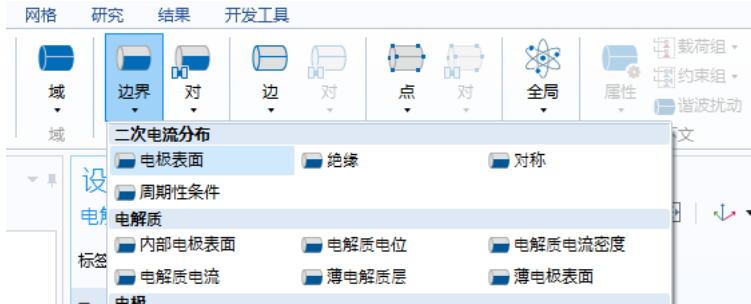 网格 研究 结果 开发工具
域 边界 对 边 对 点 对 全局 属性 载荷组 约束组 谐波扰动
域
二次电流分布
电极表面 绝缘 对称
周期性条件
电解质
内部电极表面 电解质电位 电解质电流密度
电解质电流 薄电解质层 薄电极表面
电极
设
电解
标签
文